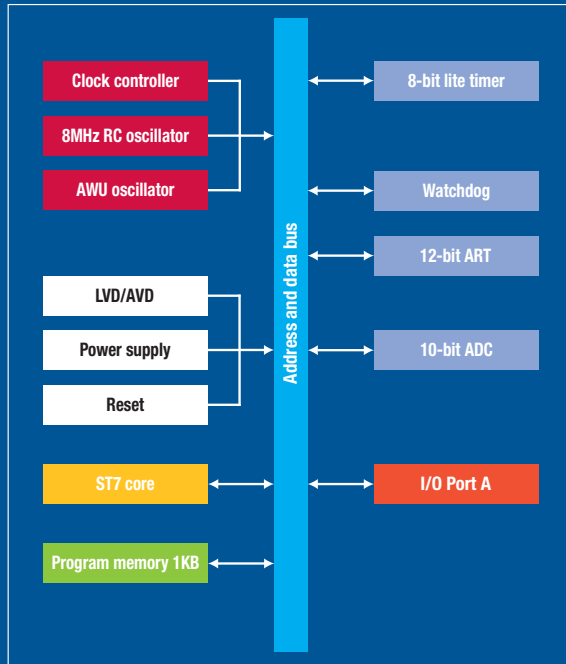 Clock controller
8MHz RC oscillator
AWU oscillator
LVD/AVD
Power supply
Reset
ST7 core
Program memory 1KB
Address and data bus
8-bit lite timer
Watchdog
12-bit ART
10-bit ADC
I/O Port A